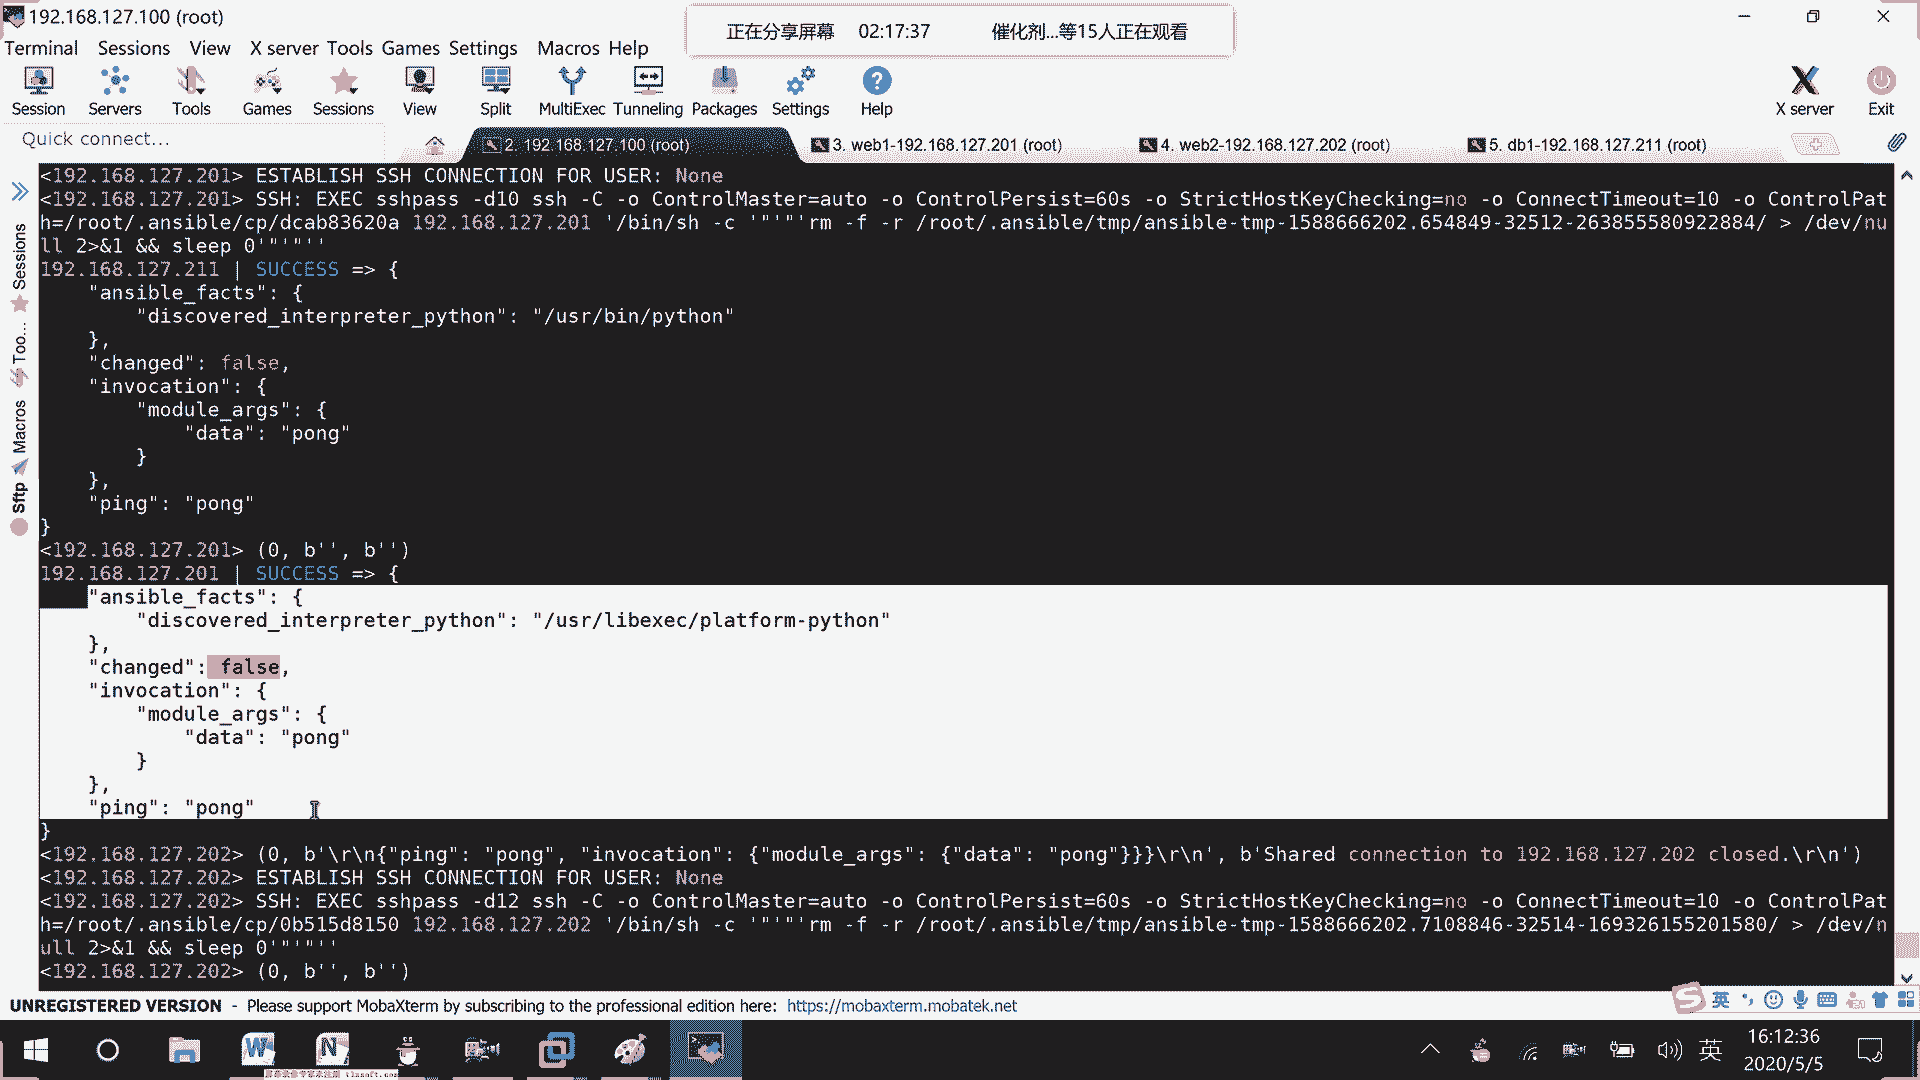 192.168.127.100 (root)
正在分享屏幕 02:17:37 催化剂...等15人正在观看
Terminal Sessions View X server Tools Games Settings Macros Help
Session Servers Tools Games Sessions View Split MultiExec Tunneling Packages Settings Help X server Exit
Quick connect...
2. 192.168.127.100 (root)
3. web1-192.168.127.201 (root)
4. web2-192.168.127.202 (root)
5. db1-192.168.127.211 (root)
Sessions
Too...
Macros
Sftp
<192.168.127.201> ESTABLISH SSH CONNECTION FOR USER: None
<192.168.127.201> SSH: EXEC sshpass -d10 ssh -C -o ControlMaster=auto -o ControlPersist=60s -o StrictHostKeyChecking=no -o ConnectTimeout=10 -o ControlPat
h=/root/.ansible/cp/dcab83620a 192.168.127.201 '/bin/sh -c '"'"'rm -f -r /root/.ansible/tmp/ansible-tmp-1588666202.654849-32512-263855580922884/ > /dev/nu
ll 2>&1 && sleep 0'"'"''
192.168.127.211 | SUCCESS => {
    "ansible_facts": {
        "discovered_interpreter_python": "/usr/bin/python"
    },
    "changed": false,
    "invocation": {
        "module_args": {
            "data": "pong"
        }
    },
    "ping": "pong"
}
<192.168.127.201> (0, b'', b'')
192.168.127.201 | SUCCESS => {
    "ansible_facts": {
        "discovered_interpreter_python": "/usr/libexec/platform-python"
    },
    "changed": false,
    "invocation": {
        "module_args": {
            "data": "pong"
        }
    },
    "ping": "pong"
}
<192.168.127.202> (0, b'\r\n{"ping": "pong", "invocation": {"module_args": {"data": "pong"}}}\r\n', b'Shared connection to 192.168.127.202 closed.\r\n')
<192.168.127.202> ESTABLISH SSH CONNECTION FOR USER: None
<192.168.127.202> SSH: EXEC sshpass -d12 ssh -C -o ControlMaster=auto -o ControlPersist=60s -o StrictHostKeyChecking=no -o ConnectTimeout=10 -o ControlPat
h=/root/.ansible/cp/0b515d8150 192.168.127.202 '/bin/sh -c '"'"'rm -f -r /root/.ansible/tmp/ansible-tmp-1588666202.7108846-32514-169326155201580/ > /dev/n
ull 2>&1 && sleep 0'"'"''
<192.168.127.202> (0, b'', b'')
UNREGISTERED VERSION - Please support MobaXterm by subscribing to the professional edition here: https://mobaxterm.mobatek.net
英
英
16:12:36
2020/5/5